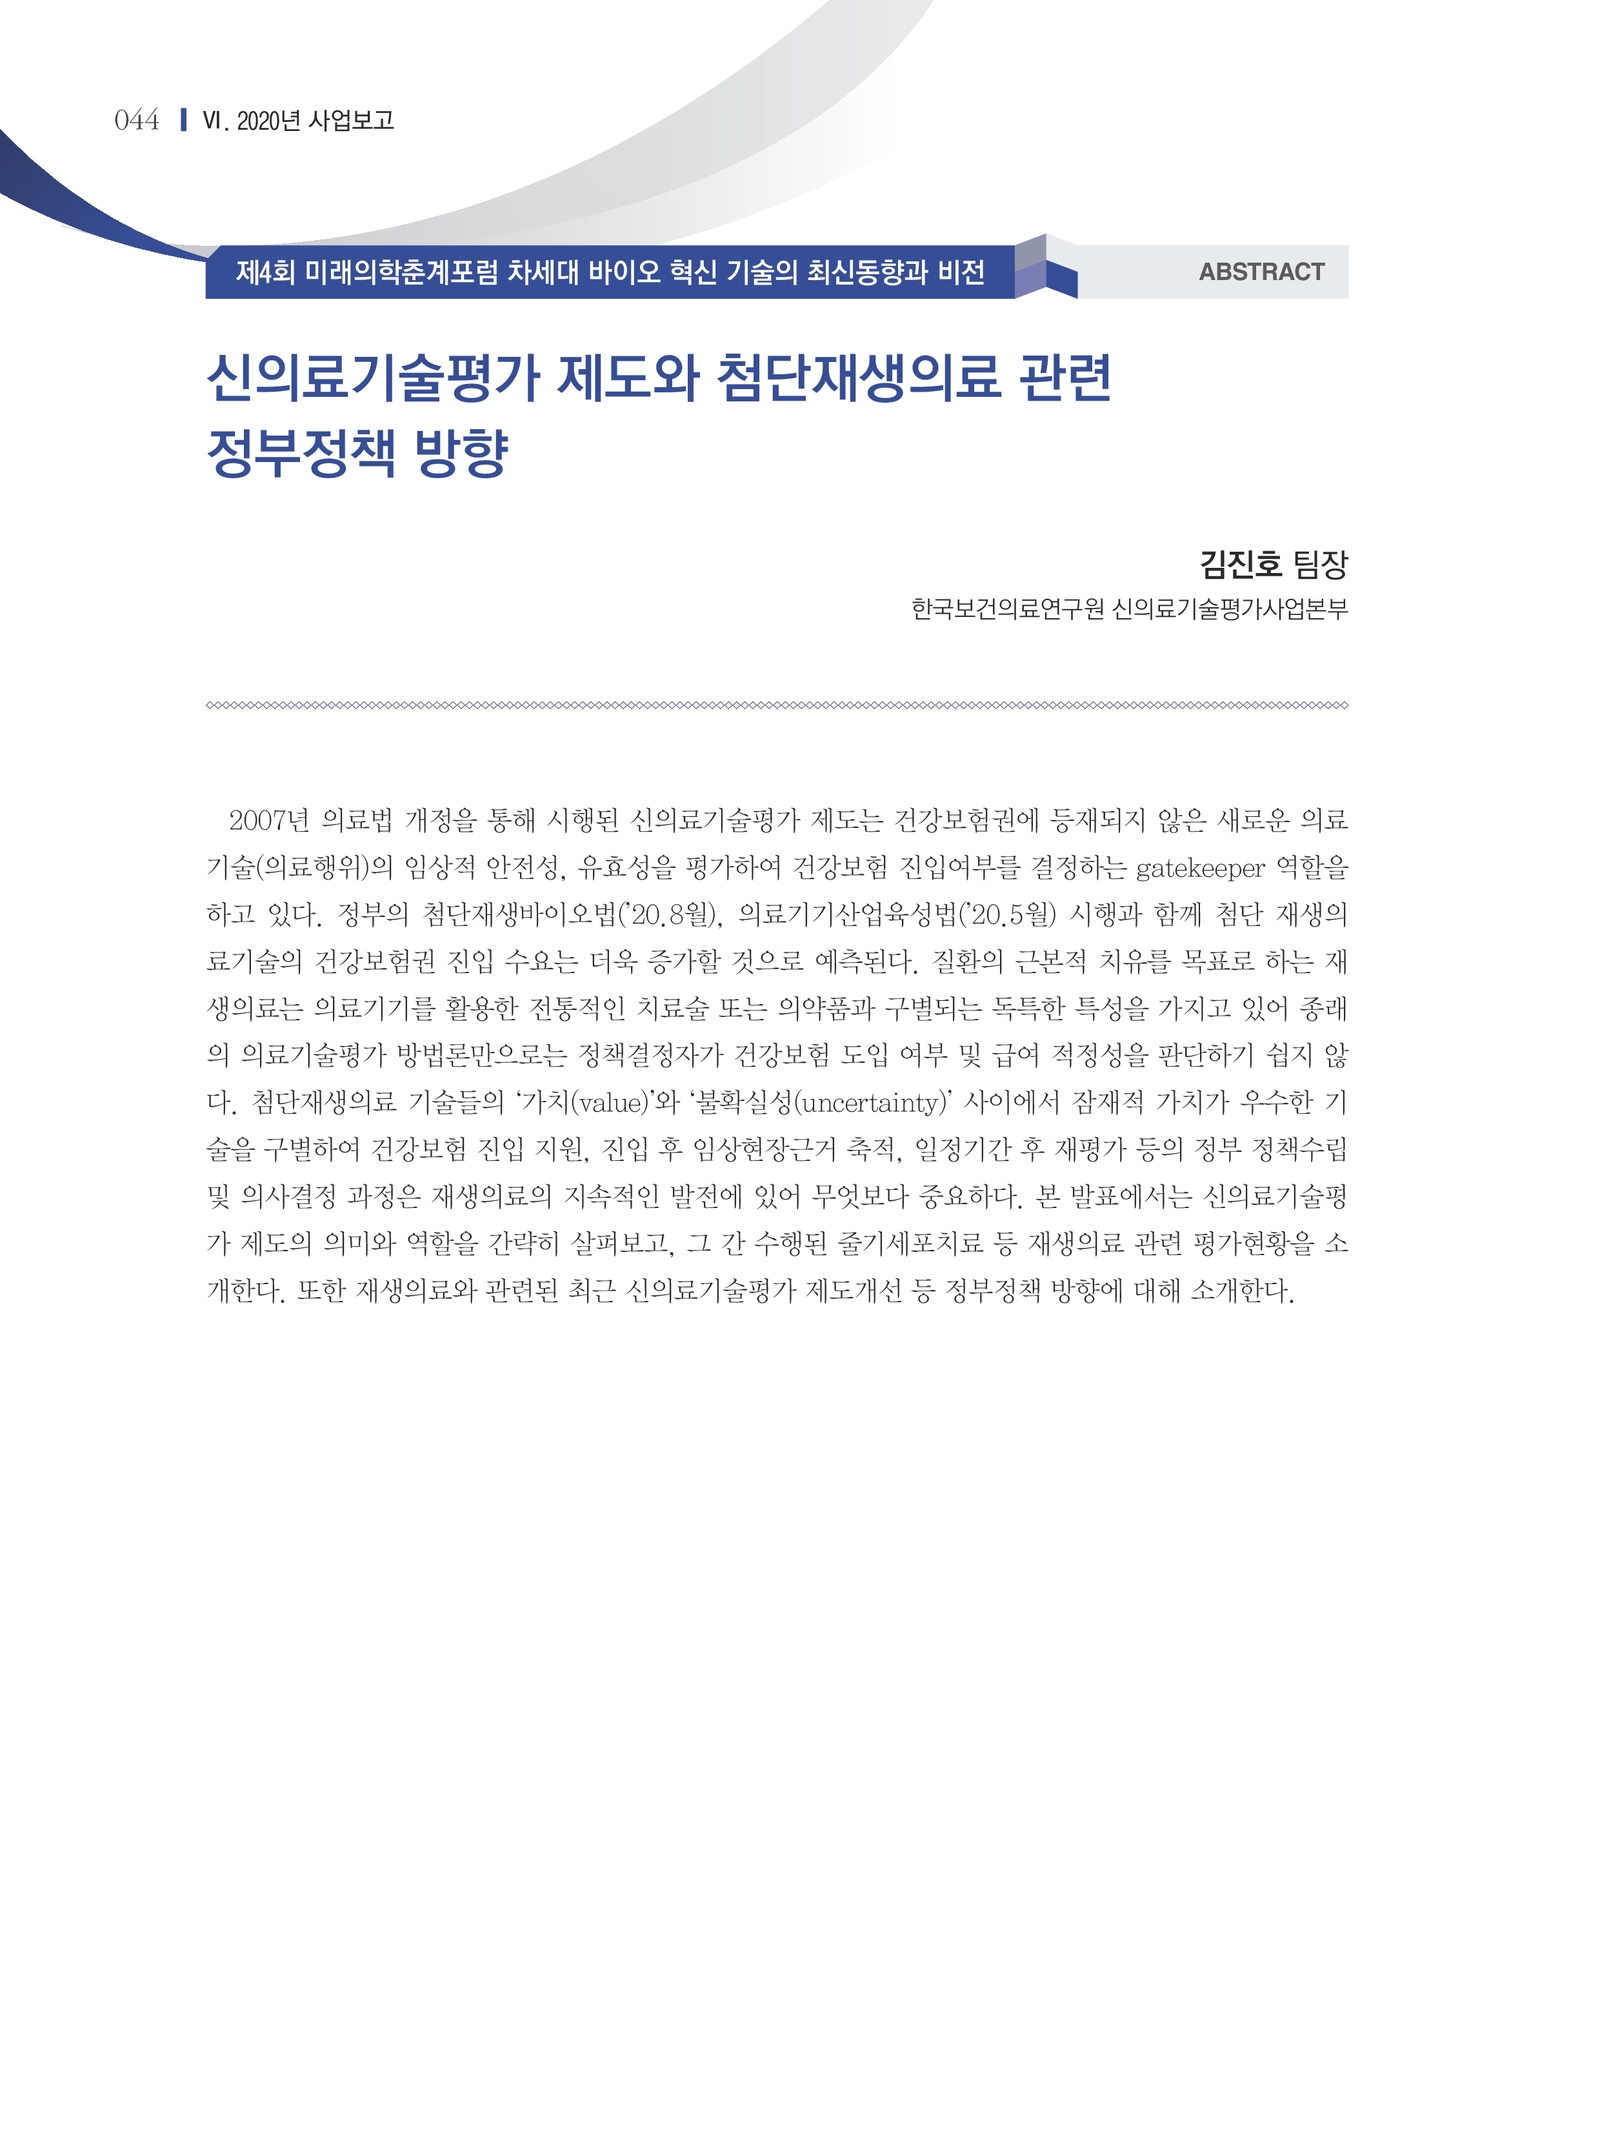 044 VI. 2020년 사업보고
제4회 미래의학춘계포럼 차세대 바이오 혁신 기술의 최신동향과 비전
ABSTRACT
신의료기술평가 제도와 첨단재생의료 관련
정부정책 방향
김진호 팀장
한국보건의료연구원 신의료기술평가사업본부
2007년 의료법 개정을 통해 시행된 신의료기술평가 제도는 건강보험권에 등재되지 않은 새로운 의료
기술(의료행위)의 임상적 안전성, 유효성을 평가하여 건강보험 진입여부를 결정하는 gatekeeper 역할을
하고 있다. 정부의 첨단재생바이오법(’20.8월), 의료기기산업육성법(’20.5월) 시행과 함께 첨단 재생의
료기술의 건강보험권 진입 수요는 더욱 증가할 것으로 예측된다. 질환의 근본적 치유를 목표로 하는 재
생의료는 의료기기를 활용한 전통적인 치료술 또는 의약품과 구별되는 독특한 특성을 가지고 있어 종래
의 의료기술평가 방법론만으로는 정책결정자가 건강보험 도입 여부 및 급여 적정성을 판단하기 쉽지 않
다. 첨단재생의료 기술들의 ‘가치(value)’와 ‘불확실성(uncertainty)’ 사이에서 잠재적 가치가 우수한 기
술을 구별하여 건강보험 진입 지원, 진입 후 임상현장근거 축적, 일정기간 후 재평가 등의 정부 정책수립
및 의사결정 과정은 재생의료의 지속적인 발전에 있어 무엇보다 중요하다. 본 발표에서는 신의료기술평
가 제도의 의미와 역할을 간략히 살펴보고, 그 간 수행된 줄기세포치료 등 재생의료 관련 평가현황을 소
개한다. 또한 재생의료와 관련된 최근 신의료기술평가 제도개선 등 정부정책 방향에 대해 소개한다.